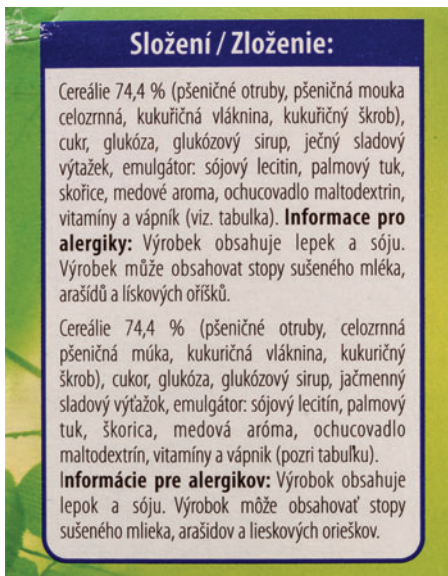 Složení / Zloženie:
Cereálie 74,4 % (pšeničné otruby, pšeničná mouka
celozrnná, kukuřičná vláknina, kukuřičný škrob),
cukr, glukóza, glukózový sirup, ječný sladový
výtažek, emulgátor: sójový lecitin, palmový tuk,
skořice, medové aroma, ochucovadlo maltodextrin,
vitamíny a vápník (viz. tabulka). Informace pro
alergiky: Výrobek obsahuje lepek a sóju.
Výrobek může obsahovat stopy sušeného mléka,
arašídů a lískových oříšků.
Cereálie 74,4 % (pšeničné otruby, celozrnná
pšeničná múka, kukuričná vláknina, kukuričný
škrob), cukor, glukóza, glukózový sirup, jačmenný
sladový výťažok, emulgátor: sójový lecitín, palmový
tuk, škorica, medová aróma, ochucovadlo
maltodextrín, vitamíny a vápnik (pozri tabuľku).
Informácie pre alergikov: Výrobok obsahuje
lepok a sóju. Výrobok môže obsahovať stopy
sušeného mlieka, arašidov a lieskových orieškov.